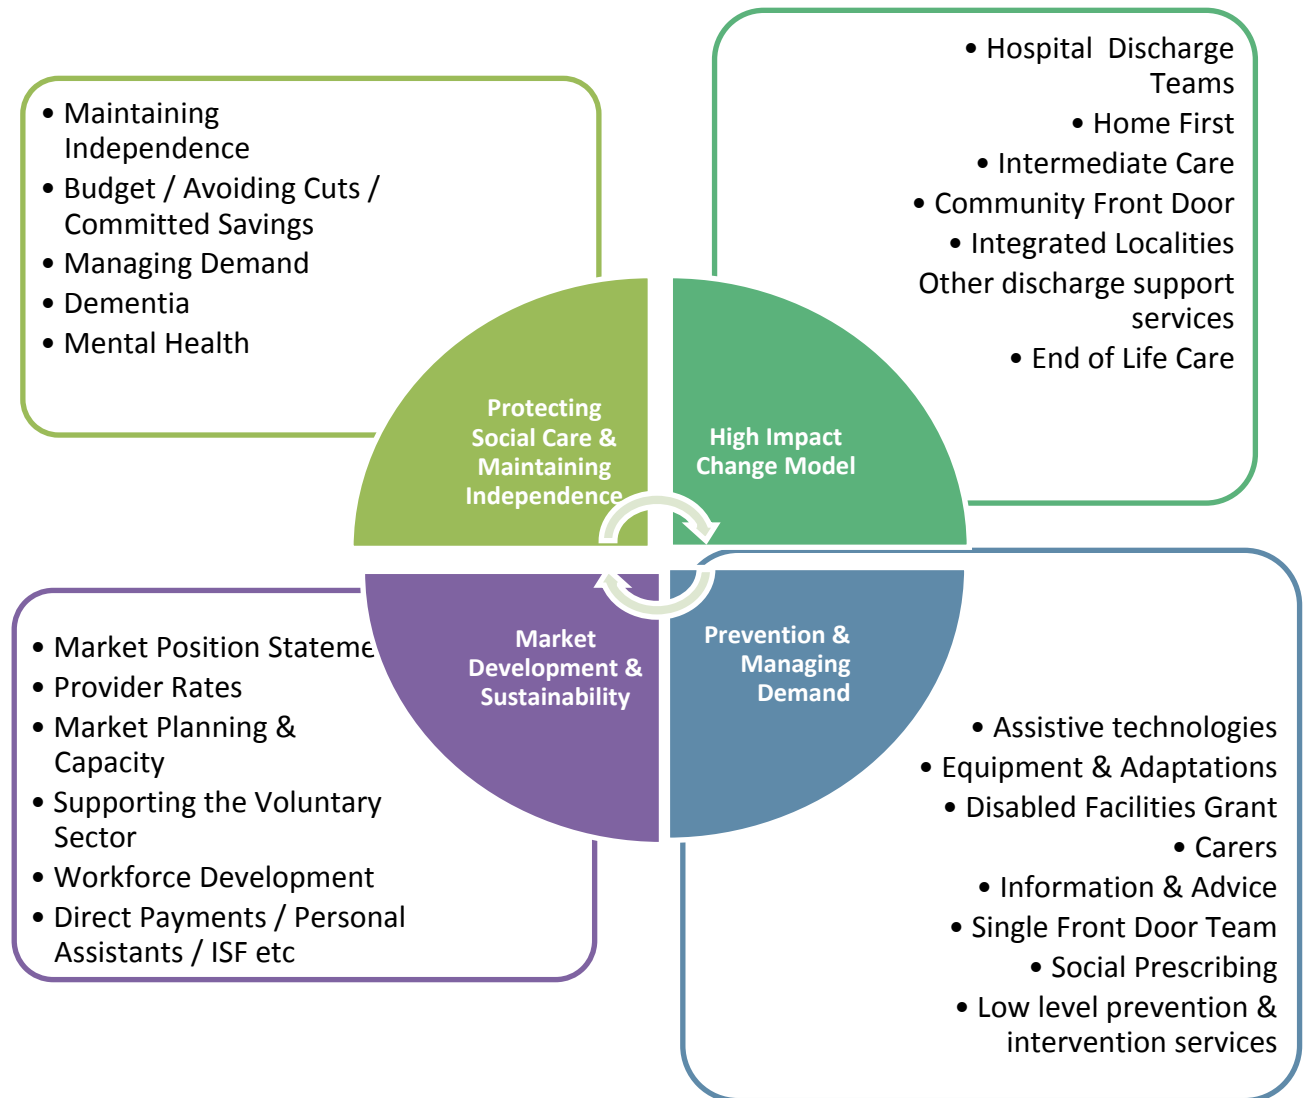 • Maintaining
Independence
• Budget / Avoiding Cuts /
Committed Savings
• Managing Demand
• Dementia
• Mental Health
• Hospital  Discharge
Teams
• Home First
• Intermediate Care
• Community Front Door
• Integrated Localities
Other discharge support
services
• End of Life Care
Protecting
Social Care &
Maintaining
Independence
High Impact
Change Model
Market
Development &
Sustainability
Prevention &
Managing
Demand
• Market Position Stateme
• Provider Rates
• Market Planning &
Capacity
• Supporting the Voluntary
Sector
• Workforce Development
• Direct Payments / Personal
Assistants / ISF etc
• Assistive technologies
• Equipment & Adaptations
• Disabled Facilities Grant
• Carers
• Information & Advice
• Single Front Door Team
• Social Prescribing
• Low level prevention &
intervention services